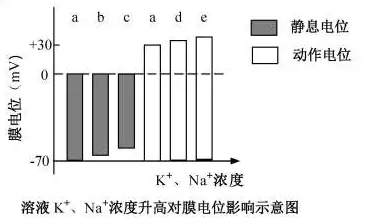 a b c a d e
静息电位
动作电位
+30
0
-70
膜电位（mV）
K⁺、Na⁺浓度
溶液 K⁺、Na⁺浓度升高对膜电位影响示意图